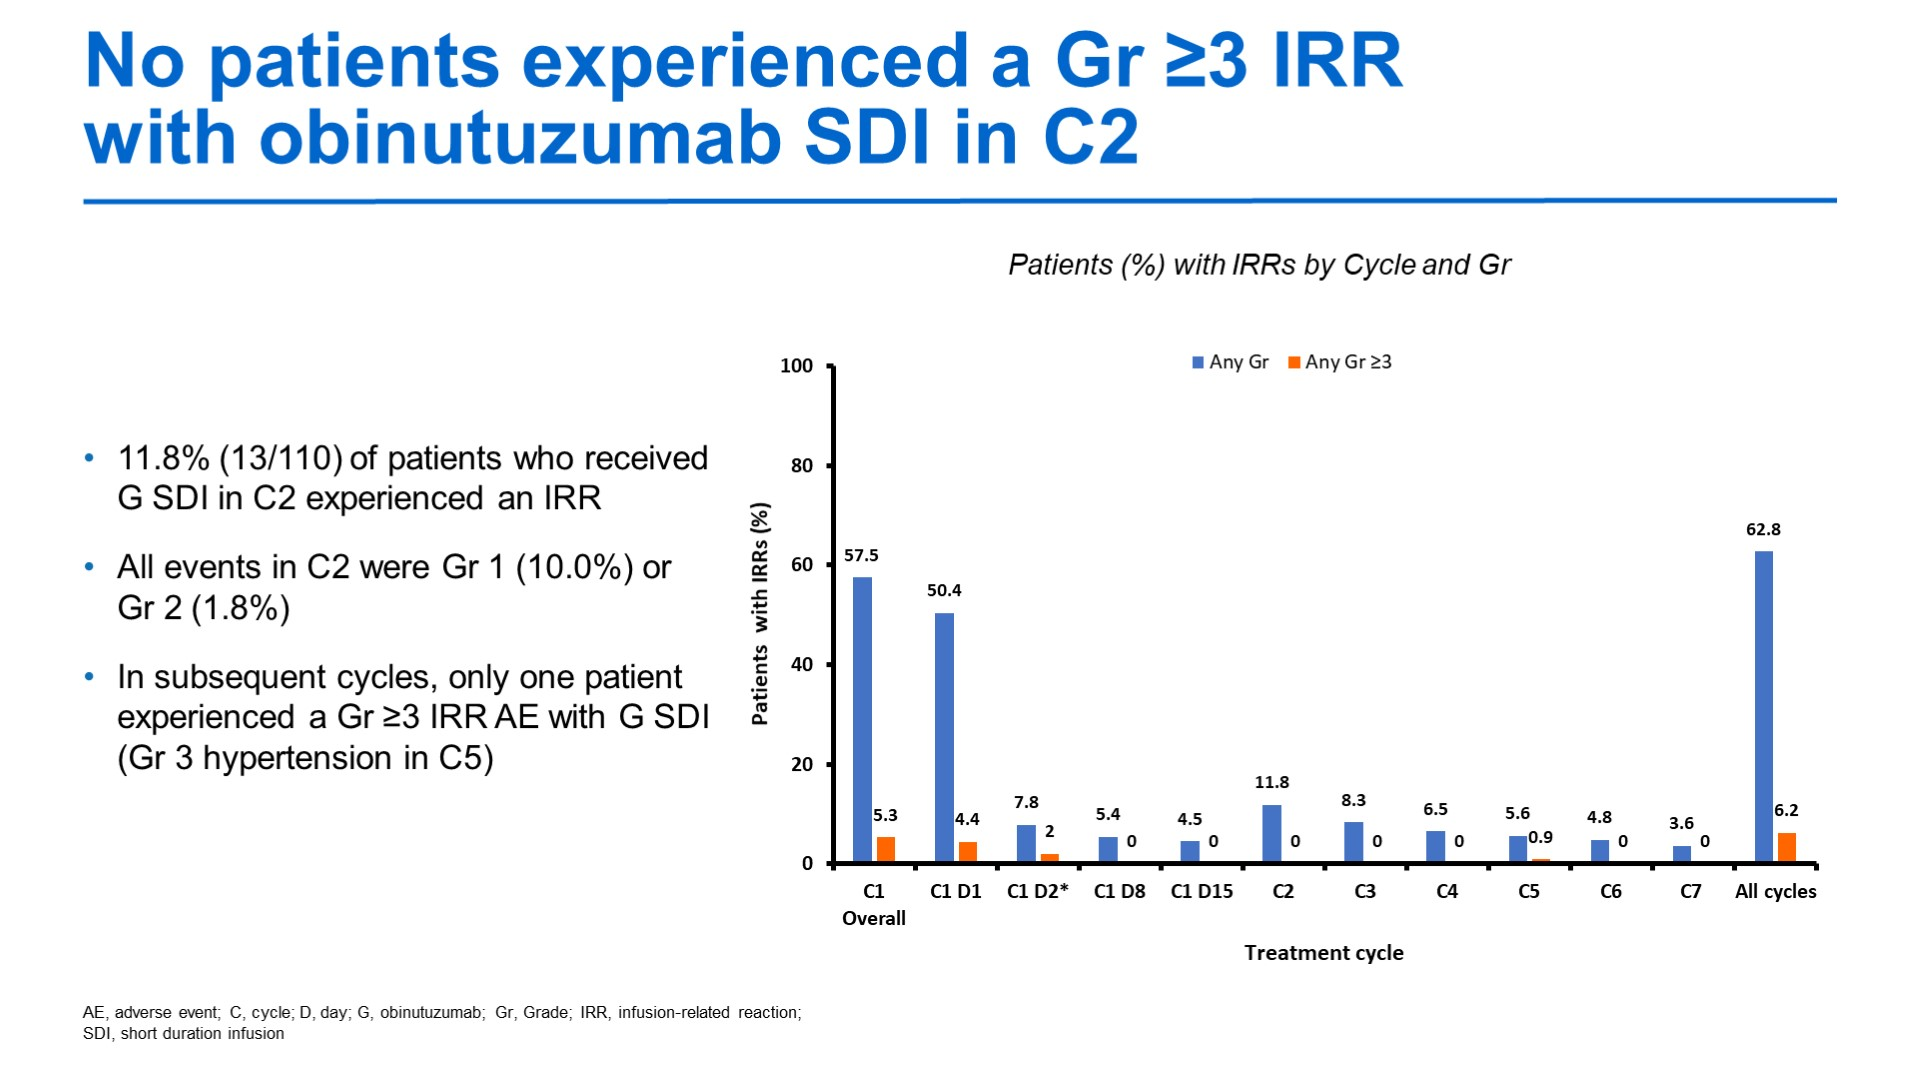 No patients experienced a Gr ≥3 IRR
with obinutuzumab SDI in C2
• 11.8% (13/110) of patients who received
G SDI in C2 experienced an IRR
• All events in C2 were Gr 1 (10.0%) or
Gr 2 (1.8%)
• In subsequent cycles, only one patient
experienced a Gr ≥3 IRR AE with G SDI
(Gr 3 hypertension in C5)
Patients (%) with IRRs by Cycle and Gr
Any Gr Any Gr ≥3
Patients with IRRs (%)
100
80
60
40
20
0
57.5
5.3
50.4
4.4
7.8
2
5.4
0
4.5
0
11.8
0
8.3
0
6.5
0
5.6
0.9
4.8
0
3.6
0
62.8
6.2
C1 C1 D1 C1 D2* C1 D8 C1 D15 C2 C3 C4 C5 C6 C7 All cycles
Overall
Treatment cycle
AE, adverse event; C, cycle; D, day; G, obinutuzumab; Gr, Grade; IRR, infusion-related reaction;
SDI, short duration infusion